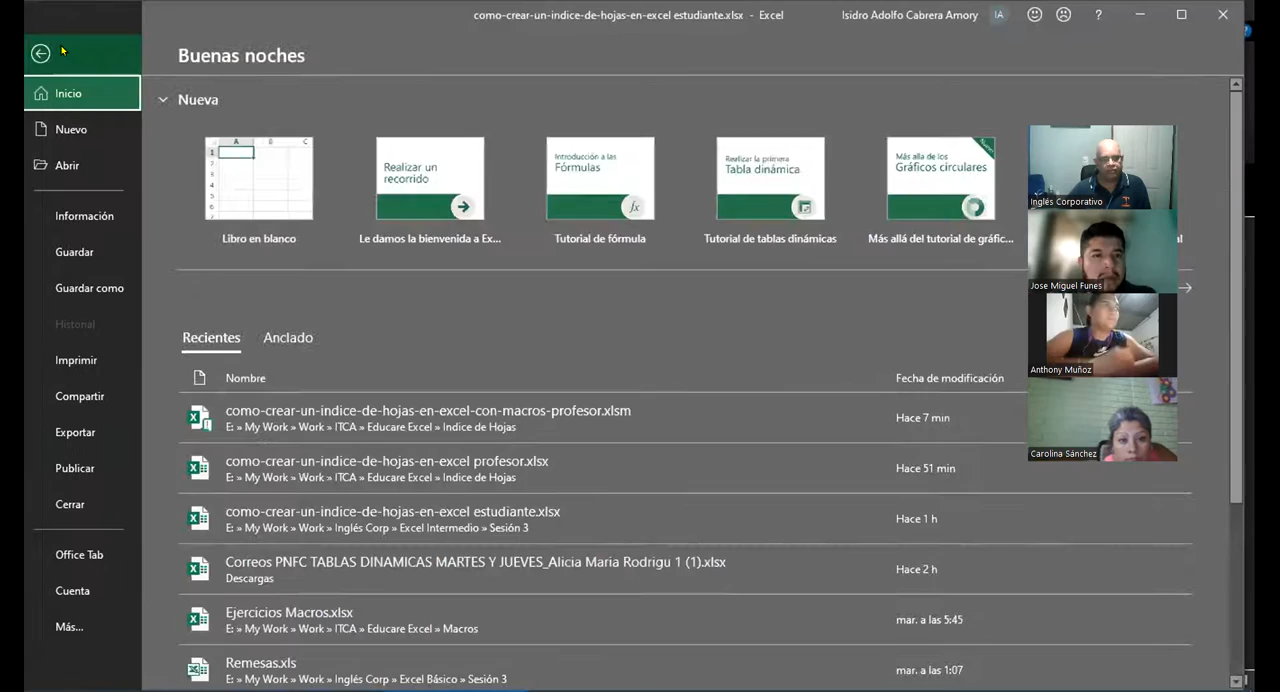 como-crear-un-indice-de-hojas-en-excel estudiante.xlsx - Excel
Isidro Adolfo Cabrera Amory
IA
?
Buenas noches
Inicio
Nuevo
Abrir
Información
Guardar
Guardar como
Historial
Imprimir
Compartir
Exportar
Publicar
Cerrar
Office Tab
Cuenta
Más...
Nueva
A B C
1
2
3
4
5
6
7
Libro en blanco
Realizar un
recorrido
Le damos la bienvenida a Ex...
Introducción a las
Fórmulas
fx
Tutorial de fórmula
Realizar la primera
Tabla dinámica
Tutorial de tablas dinámicas
Más allá de los
Gráficos circulares
Nuevo
Más allá del tutorial de gráfic...
al
Inglés Corporativo
Jose Miguel Funes
Anthony Muñoz
Carolina Sánchez
Recientes Anclado
Nombre Fecha de modificación
como-crear-un-indice-de-hojas-en-excel-con-macros-profesor.xlsm
E: » My Work » Work » ITCA » Educare Excel » Indice de Hojas
Hace 7 min
como-crear-un-indice-de-hojas-en-excel profesor.xlsx
E: » My Work » Work » ITCA » Educare Excel » Indice de Hojas
Hace 51 min
como-crear-un-indice-de-hojas-en-excel estudiante.xlsx
E: » My Work » Work » Inglés Corp » Excel Intermedio » Sesión 3
Hace 1 h
Correos PNFC TABLAS DINAMICAS MARTES Y JUEVES_Alicia Maria Rodrigu 1 (1).xlsx
Descargas
Hace 2 h
Ejercicios Macros.xlsx
E: » My Work » Work » ITCA » Educare Excel » Macros
mar. a las 5:45
Remesas.xls
E: » My Work » Work » Inglés Corp » Excel Básico » Sesión 3
mar. a las 1:07